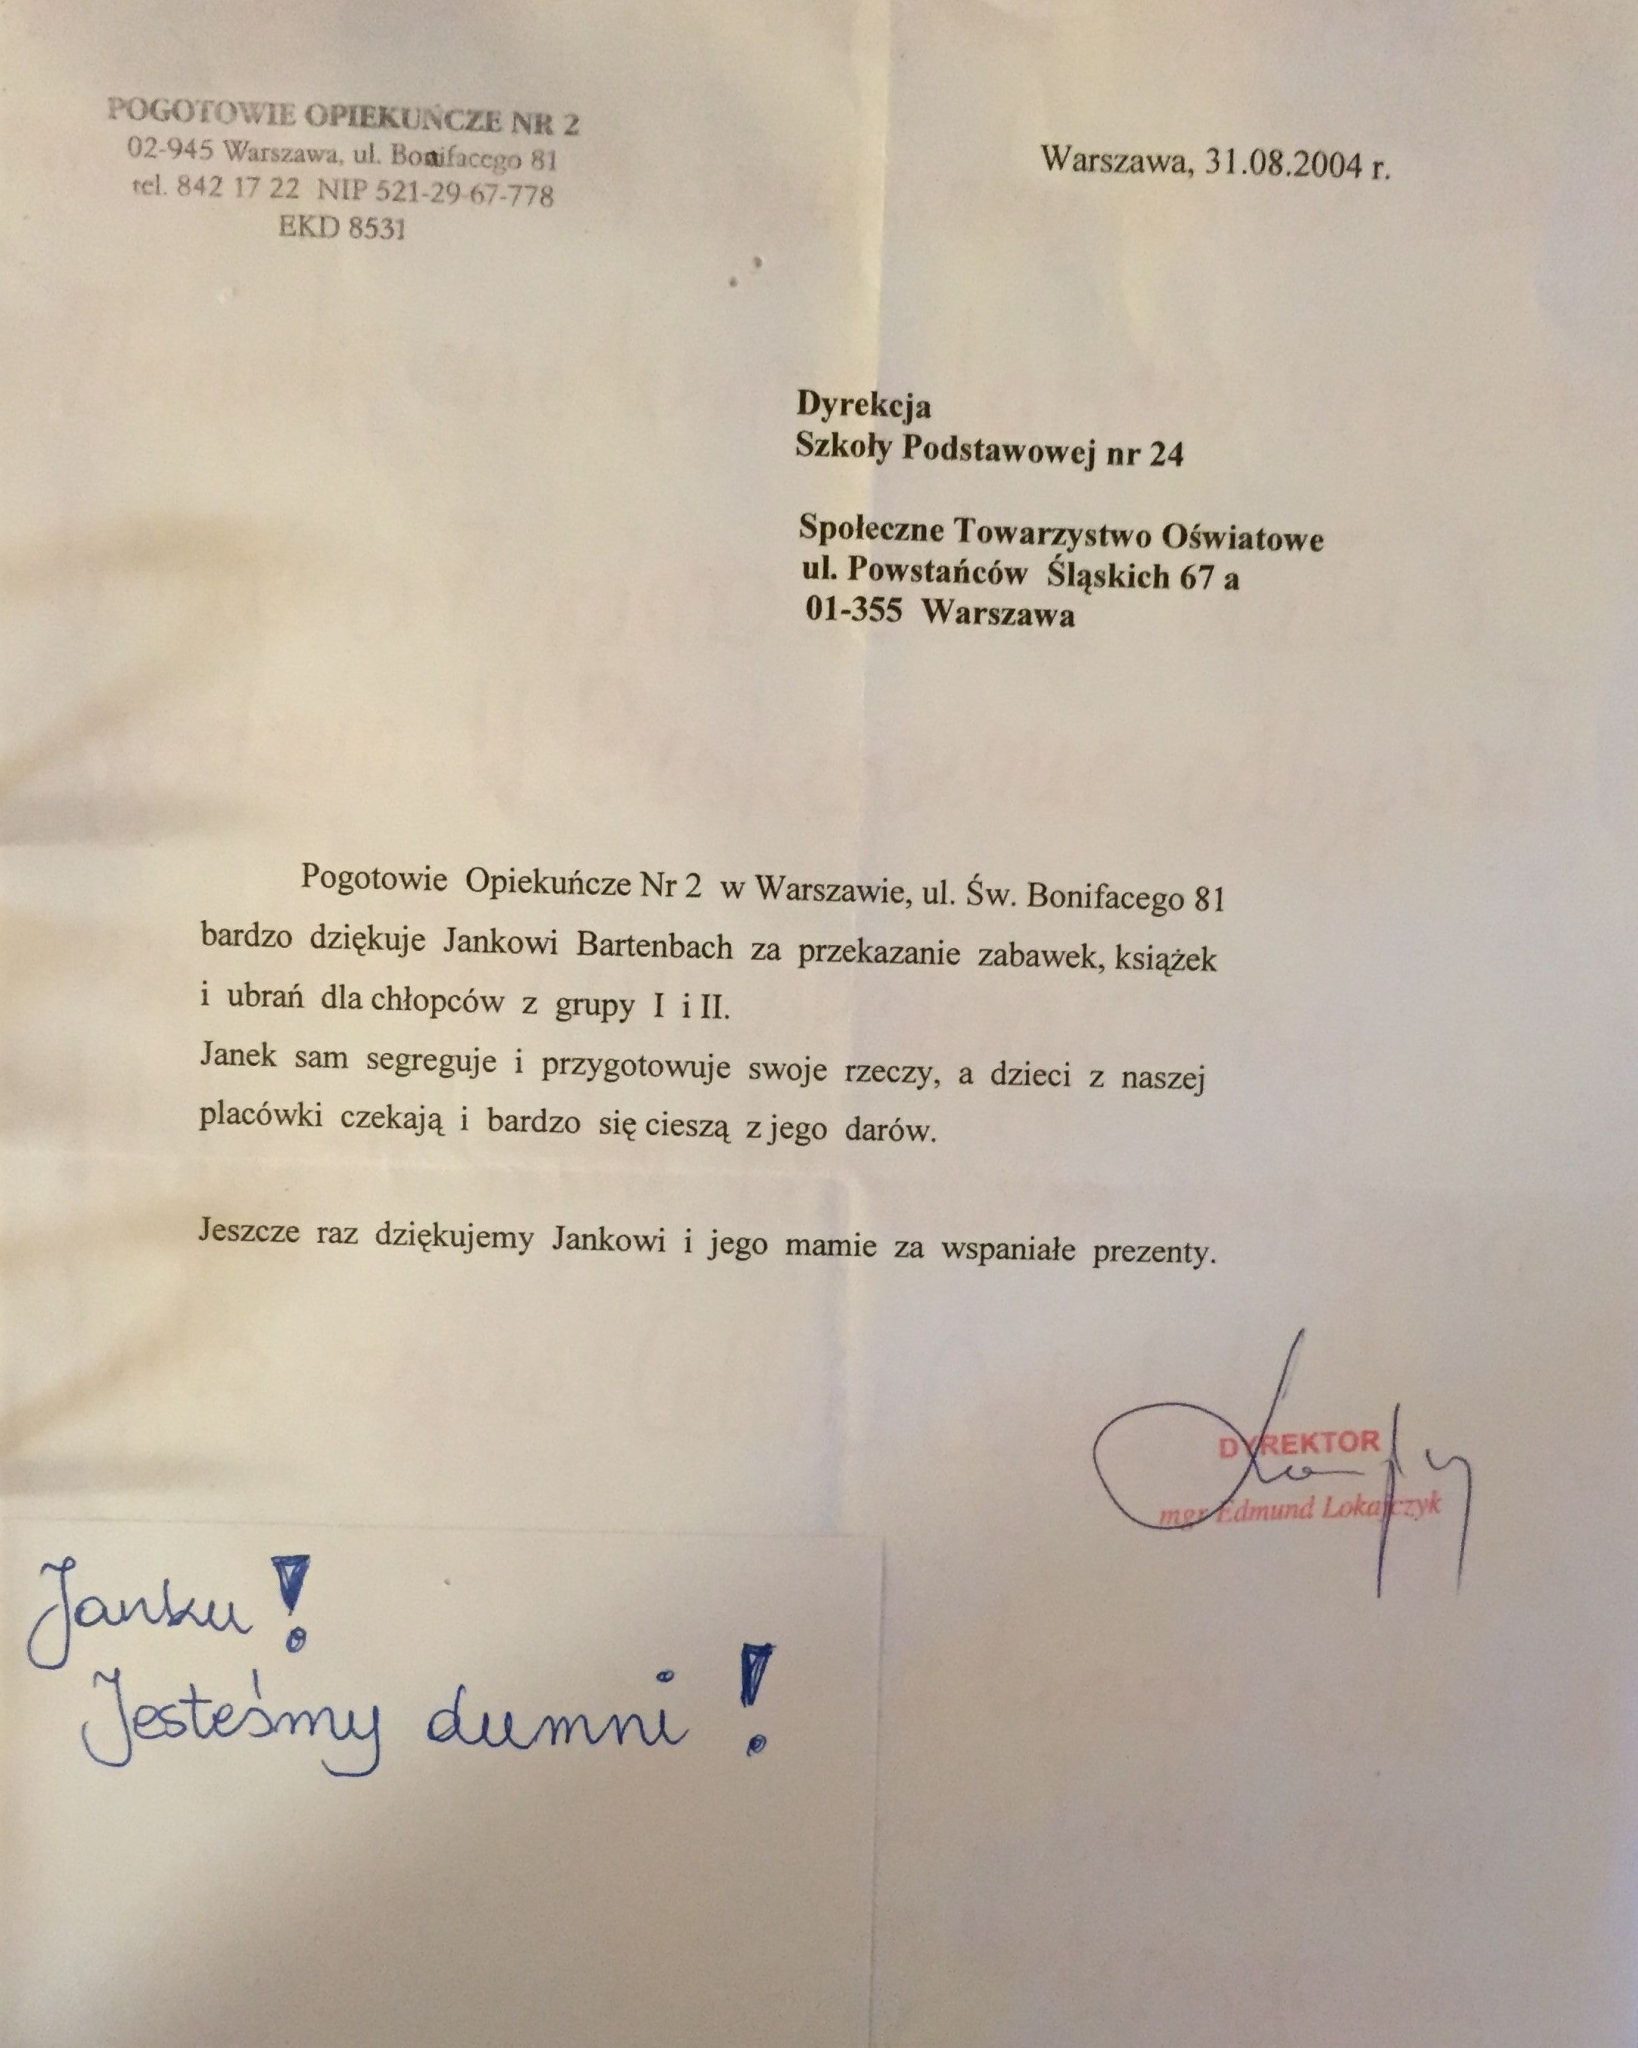 POGOTOWIE OPIEKUŃCZE NR 2
02-945 Warszawa, ul. Bonifacego 81
tel. 842 17 22 NIP 521-29-67-778
EKD 8531
Warszawa, 31.08.2004 r.
Dyrekcja
Szkoły Podstawowej nr 24
Społeczne Towarzystwo Oświatowe
ul. Powstańców Śląskich 67 a
01-355 Warszawa
Pogotowie Opiekuńcze Nr 2 w Warszawie, ul. Św. Bonifacego 81
bardzo dziękuje Jankowi Bartenbach za przekazanie zabawek, książek
i ubrań dla chłopców z grupy I i II.
Janek sam segreguje i przygotowuje swoje rzeczy, a dzieci z naszej
placówki czekają i bardzo się cieszą z jego darów.
Jeszcze raz dziękujemy Jankowi i jego mamie za wspaniałe prezenty.
DYREKTOR
mgr Edmund Lokajczyk
Janku!
Jesteśmy dumni!